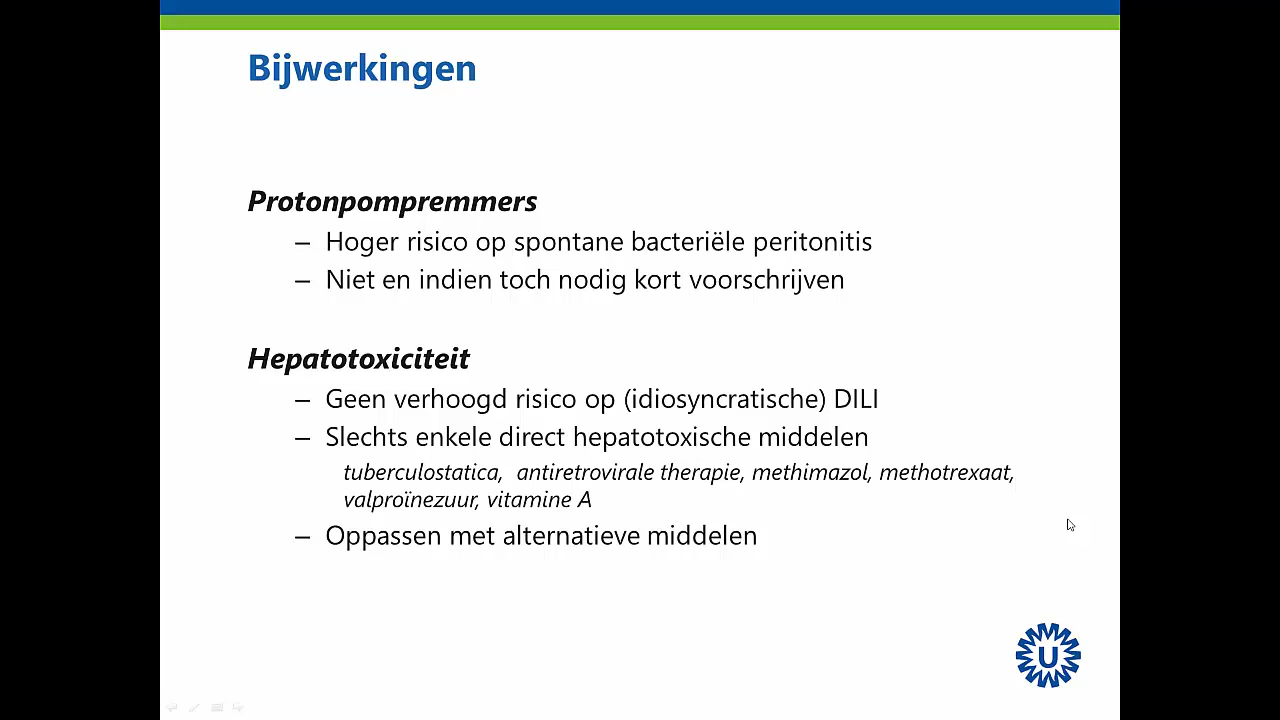 Bijwerkingen
Protonpompremmers
– Hoger risico op spontane bacteriële peritonitis
– Niet en indien toch nodig kort voorschrijven
Hepatotoxiciteit
– Geen verhoogd risico op (idiosyncratische) DILI
– Slechts enkele direct hepatotoxische middelen
tuberculostatica, antiretrovirale therapie, methimazol, methotrexaat,
valproïnezuur, vitamine A
– Oppassen met alternatieve middelen
U